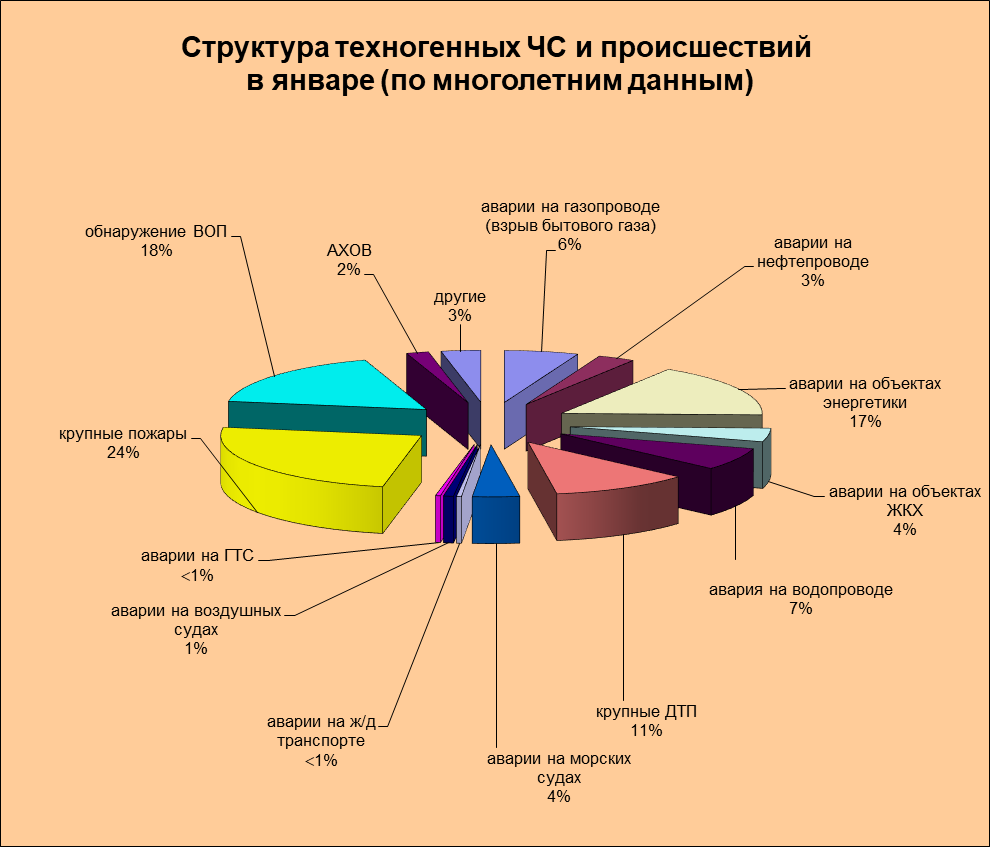 Структура техногенных ЧС и происшествий
в январе (по многолетним данным)
аварии на газопроводе
(взрыв бытового газа)
6%
аварии на
нефтепроводе
3%
аварии на объектах
энергетики
17%
аварии на объектах
ЖКХ
4%
авария на водопроводе
7%
крупные ДТП
11%
аварии на морских
судах
4%
аварии на ж/д
транспорте
<1%
аварии на воздушных
судах
1%
аварии на ГТС
<1%
крупные пожары
24%
обнаружение ВОП
18%
АХОВ
2%
другие
3%